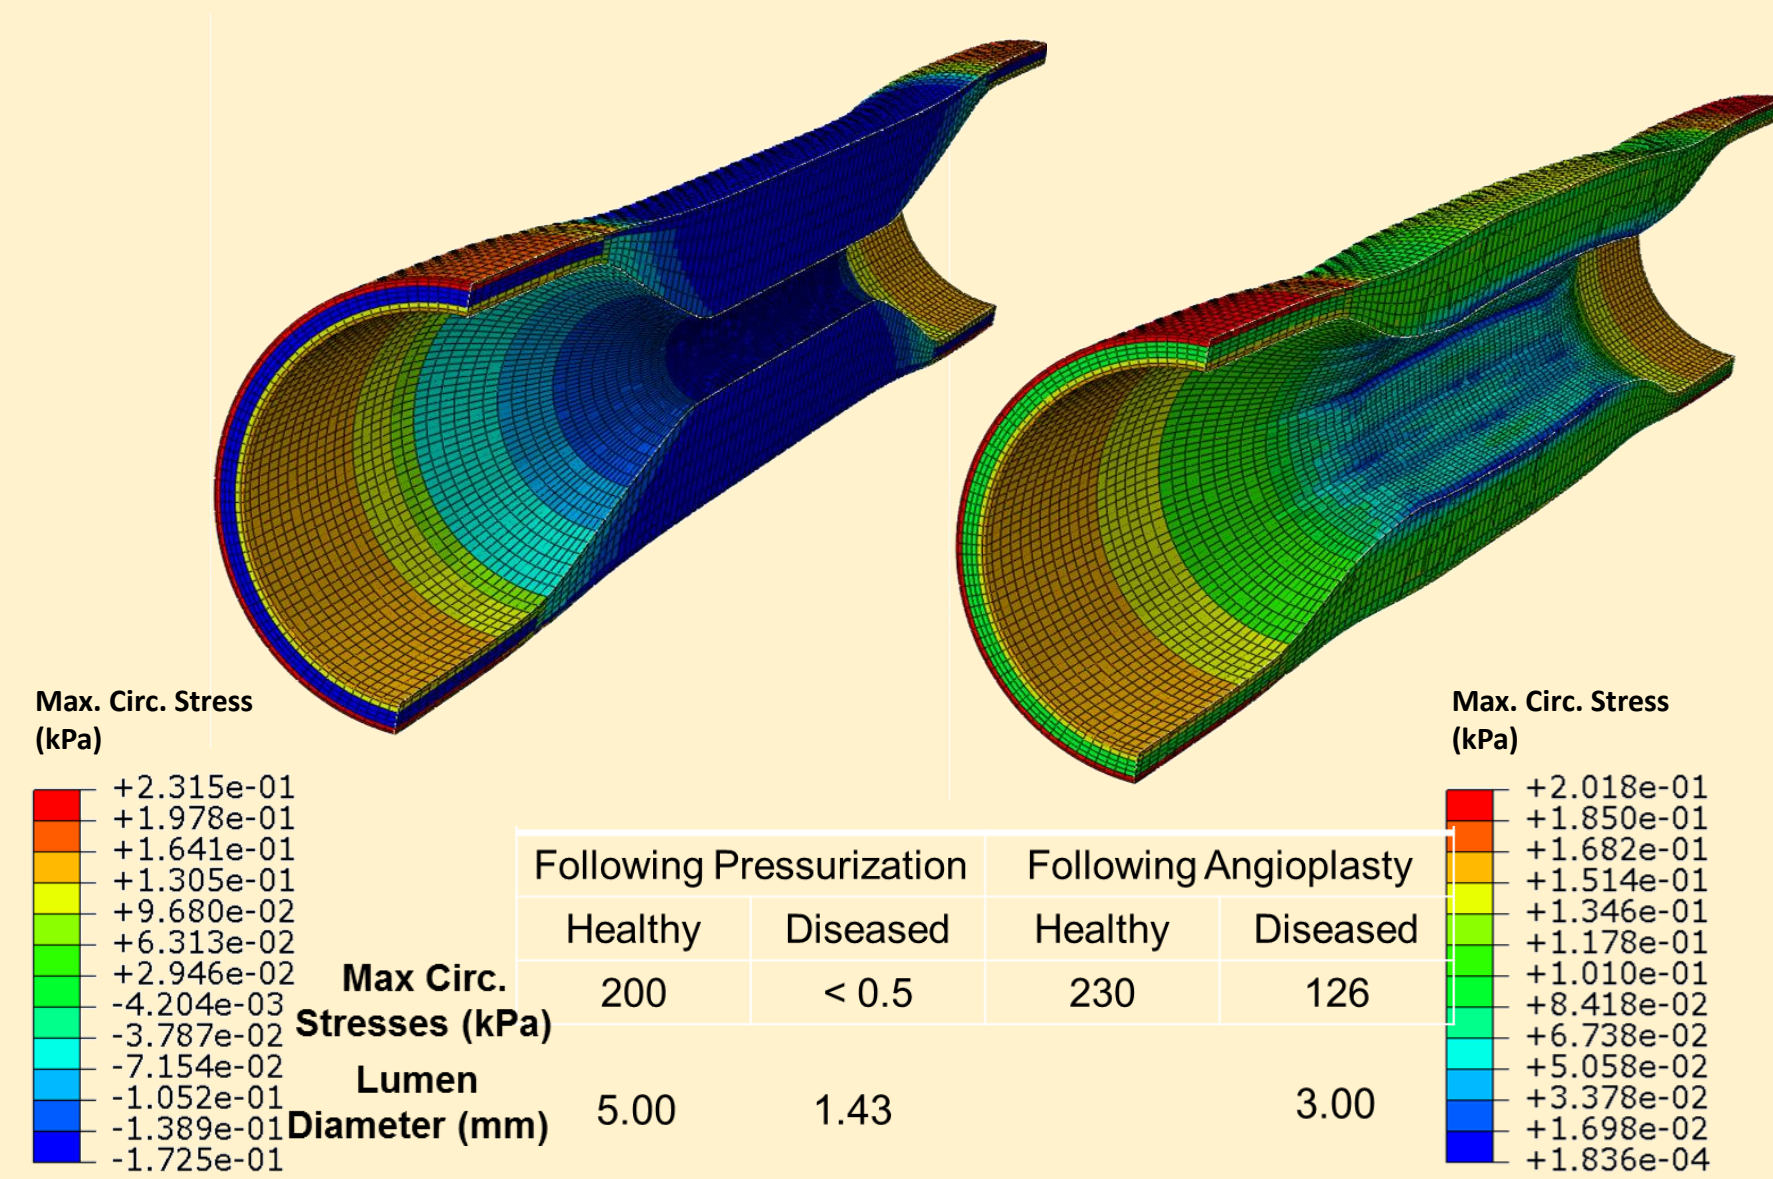 Max. Circ. Stress
(kPa)
+2.315e-01
+1.978e-01
+1.641e-01
+1.305e-01
+9.680e-02
+6.313e-02
+2.946e-02
-4.204e-03
-3.787e-02
-7.154e-02
-1.052e-01
-1.389e-01
-1.725e-01
Following Pressurization Following Angioplasty
Healthy Diseased Healthy Diseased
Max Circ.
Stresses (kPa) 200 < 0.5 230 126
Lumen
Diameter (mm) 5.00 1.43 3.00
Max. Circ. Stress
(kPa)
+2.018e-01
+1.850e-01
+1.682e-01
+1.514e-01
+1.346e-01
+1.178e-01
+1.010e-01
+8.418e-02
+6.738e-02
+5.058e-02
+3.378e-02
+1.698e-02
+1.836e-04